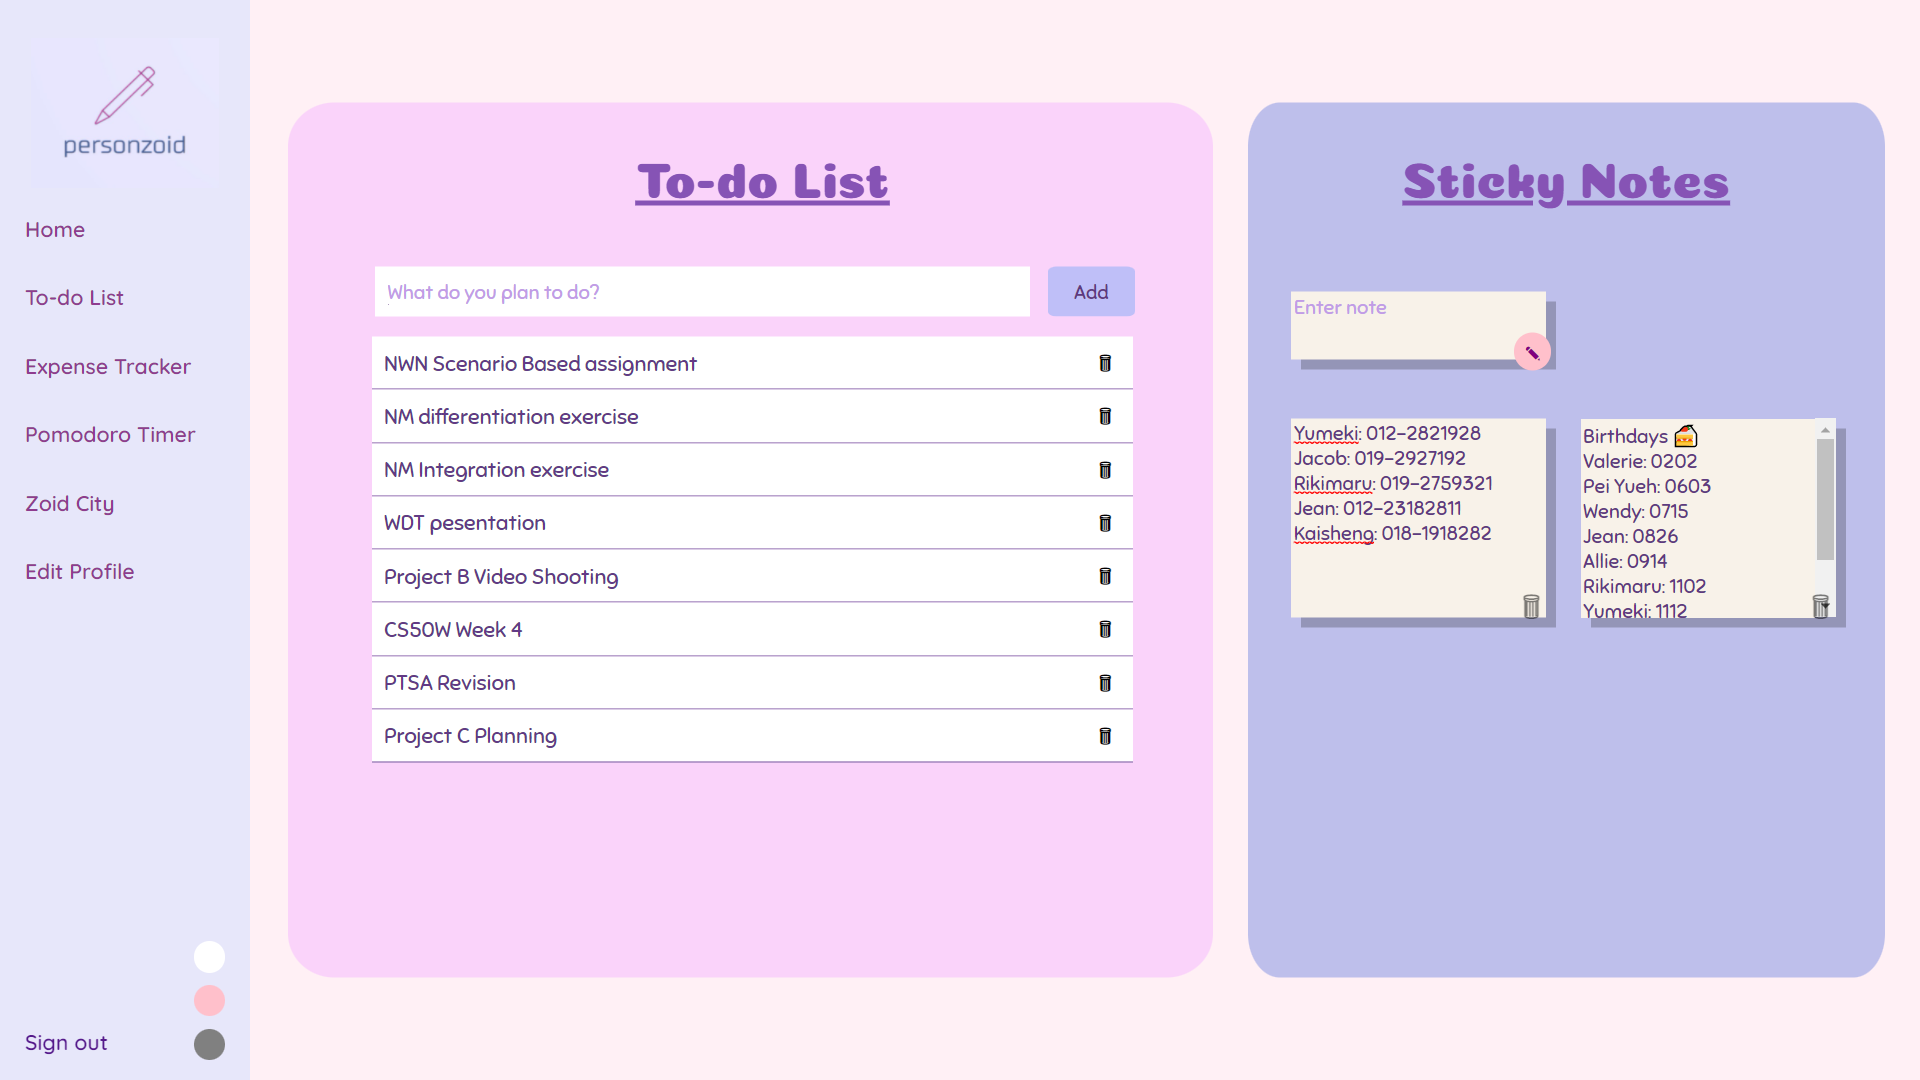 personzoid
Home
To-do List
Expense Tracker
Pomodoro Timer
Zoid City
Edit Profile
Sign out
To-do List
What do you plan to do?
Add
NWN Scenario Based assignment
NM differentiation exercise
NM Integration exercise
WDT pesentation
Project B Video Shooting
CS50W Week 4
PTSA Revision
Project C Planning
Sticky Notes
Enter note
Yumeki: 012-2821928
Jacob: 019-2927192
Rikimaru: 019-2759321
Jean: 012-23182811
Kaisheng: 018-1918282
Birthdays 🍰
Valerie: 0202
Pei Yueh: 0603
Wendy: 0715
Jean: 0826
Allie: 0914
Rikimaru: 1102
Yumeki: 1112